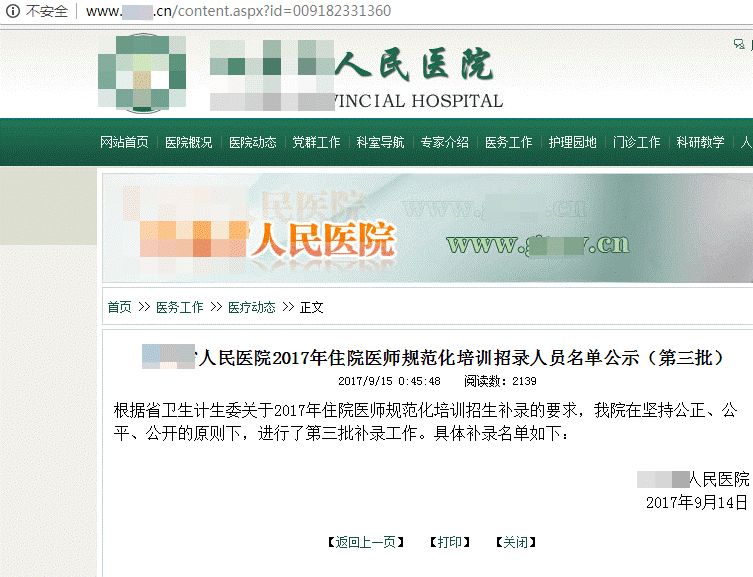 不安全 www. .cn/content.aspx?id=009182331360
人民医院
VINCIAL HOSPITAL
网站首页 医院概况 医院动态 党群工作 科室导航 专家介绍 医务工作 护理园地 门诊工作 科研教学 人
人民医院 www. .cn
人民医院 www.g .cn
首页 >> 医务工作 >> 医疗动态 >> 正文
人民医院2017年住院医师规范化培训招录人员名单公示（第三批）
2017/9/15 0:45:48 阅读数：2139
根据省卫生计生委关于2017年住院医师规范化培训招生补录的要求，我院在坚持公正、公
平、公开的原则下，进行了第三批补录工作。具体补录名单如下：
人民医院
2017年9月14日
【返回上一页】 【打印】 【关闭】